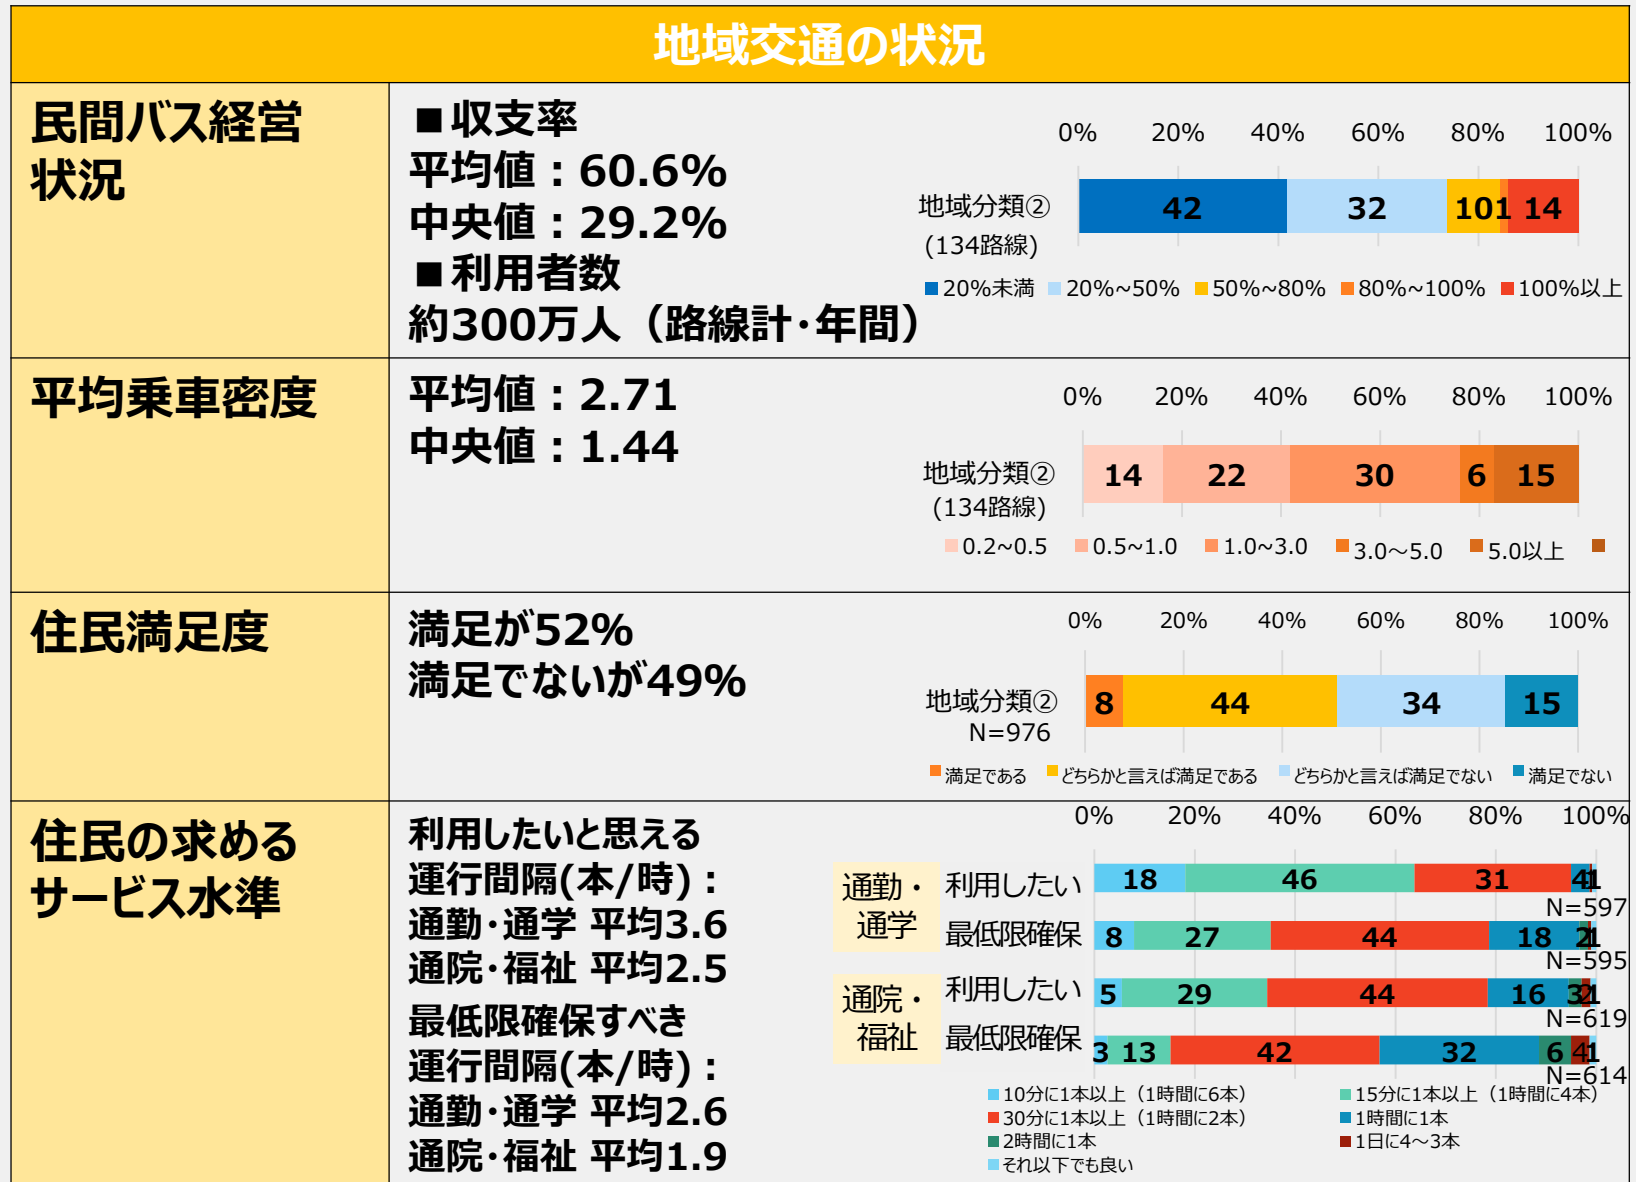 地域交通の状況
民間バス経営
状況
■収支率
平均値：60.6%
中央値：29.2%
■利用者数
約300万人（路線計・年間）
0% 20% 40% 60% 80% 100%
地域分類②
(134路線)
42 32 10 1 14
20%未満 20%~50% 50%~80% 80%~100% 100%以上
平均乗車密度
平均値：2.71
中央値：1.44
0% 20% 40% 60% 80% 100%
地域分類②
(134路線)
14 22 30 6 15
0.2~0.5 0.5~1.0 1.0~3.0 3.0～5.0 5.0以上
住民満足度
満足が52%
満足でないが49%
0% 20% 40% 60% 80% 100%
地域分類②
N=976
8 44 34 15
満足である どちらかと言えば満足である どちらかと言えば満足でない 満足でない
住民の求める
サービス水準
利用したいと思える
運行間隔(本/時)：
通勤・通学 平均3.6
通院・福祉 平均2.5
最低限確保すべき
運行間隔(本/時)：
通勤・通学 平均2.6
通院・福祉 平均1.9
0% 20% 40% 60% 80% 100%
通勤・
通学
利用したい 18 46 31 4 1
N=597
最低限確保 8 27 44 18 2 1
N=595
通院・
福祉
利用したい 5 29 44 16 3 2 1
N=619
最低限確保 3 13 42 32 6 4 1
N=614
10分に1本以上（1時間に6本） 15分に1本以上（1時間に4本）
30分に1本以上（1時間に2本） 1時間に1本
2時間に1本 1日に4～3本
それ以下でも良い